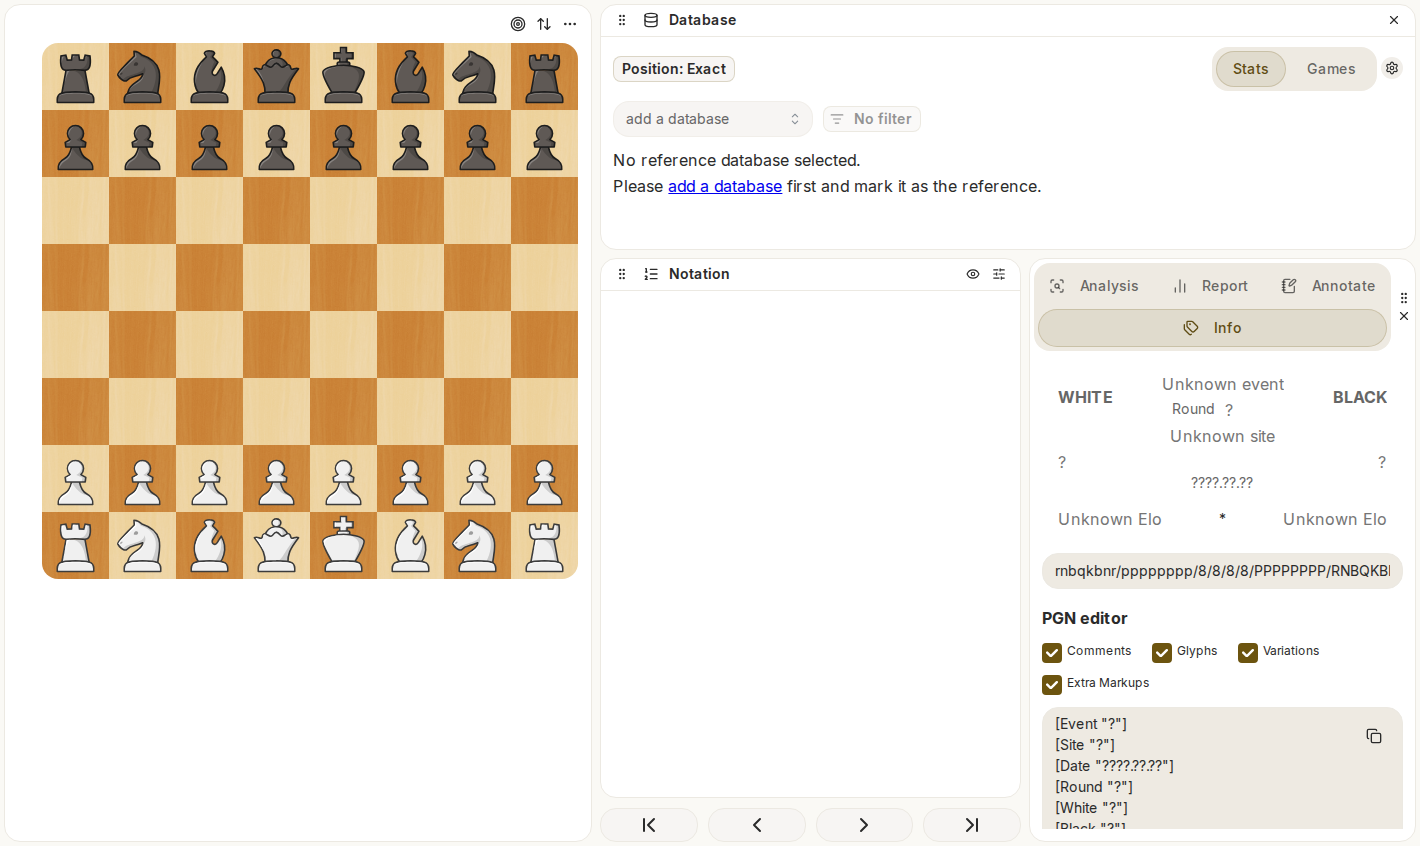 Database
Position: Exact
Stats
Games
add a database
No filter
No reference database selected.
Please add a database first and mark it as the reference.
Notation
Analysis
Report
Annotate
Info
WHITE
Unknown event
BLACK
Round ?
Unknown site
?
?
????.??.??
Unknown Elo
*
Unknown Elo
rnbqkbnr/pppppppp/8/8/8/8/PPPPPPPP/RNBQKB
PGN editor
Comments
Glyphs
Variations
Extra Markups
[Event "?"]
[Site "?"]
[Date "????.??.??"]
[Round "?"]
[White "?"]
[Black "?"]